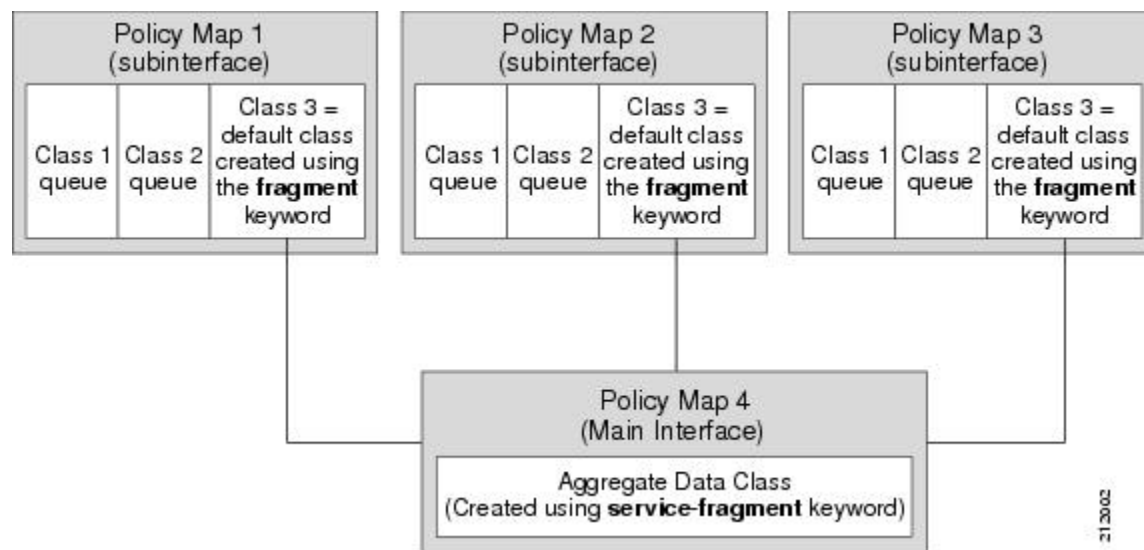 Policy Map 1
(subinterface)
Class 1
queue
Class 2
queue
Class 3 =
default class
created using
the fragment
keyword
Policy Map 2
(subinterface)
Class 1
queue
Class 2
queue
Class 3 =
default class
created using
the fragment
keyword
Policy Map 3
(subinterface)
Class 1
queue
Class 2
queue
Class 3 =
default class
created using
the fragment
keyword
Policy Map 4
(Main Interface)
Aggregate Data Class
(Created using service-fragment keyword)
212002